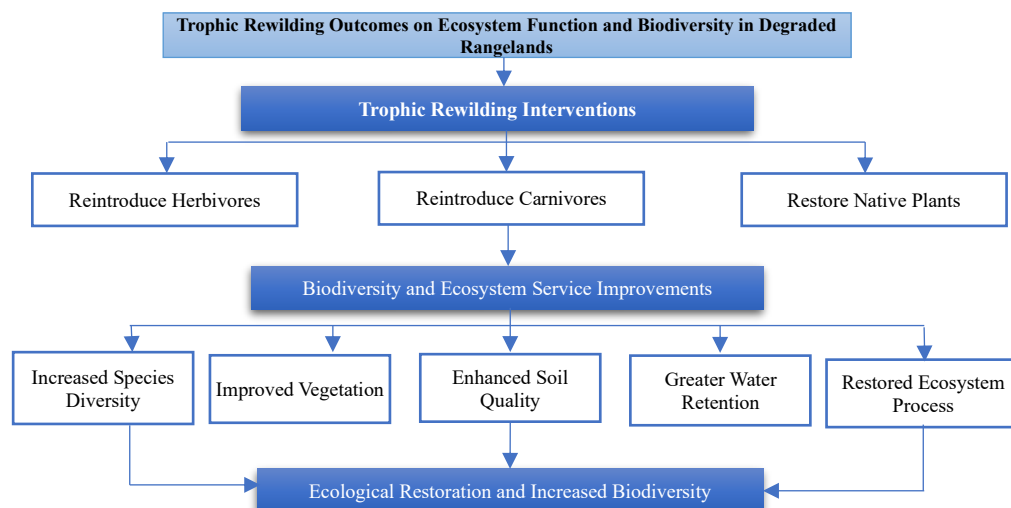 Trophic Rewilding Outcomes on Ecosystem Function and Biodiversity in Degraded
Rangelands
Trophic Rewilding Interventions
Reintroduce Herbivores
Reintroduce Carnivores
Restore Native Plants
Biodiversity and Ecosystem Service Improvements
Increased Species
Diversity
Improved Vegetation
Enhanced Soil
Quality
Greater Water
Retention
Restored Ecosystem
Process
Ecological Restoration and Increased Biodiversity